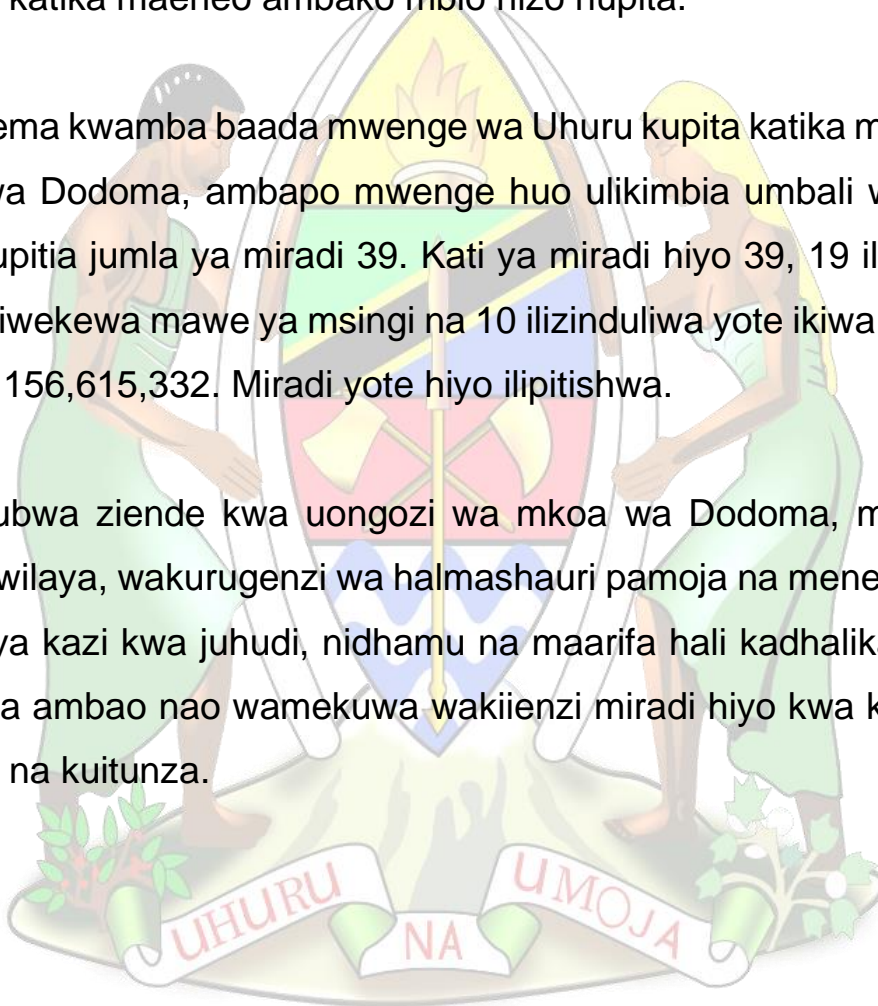 katika maeneo ambako mbio hizo hupita.
ema kwamba baada mwenge wa Uhuru kupita katika m
va Dodoma, ambapo mwenge huo ulikimbia umbali w
upitia jumla ya miradi 39. Kati ya miradi hiyo 39, 19 il
iwekewa mawe ya msingi na 10 ilizinduliwa yote ikiwa
156,615,332. Miradi yote hiyo ilipitishwa.
ubwa ziende kwa uongozi wa mkoa wa Dodoma, m
wilaya, wakurugenzi wa halmashauri pamoja na mene
ya kazi kwa juhudi, nidhamu na maarifa hali kadhalika
a ambao nao wamekuwa wakiienzi miradi hiyo kwa k
na kuitunza.
UHURU NA UMOJA